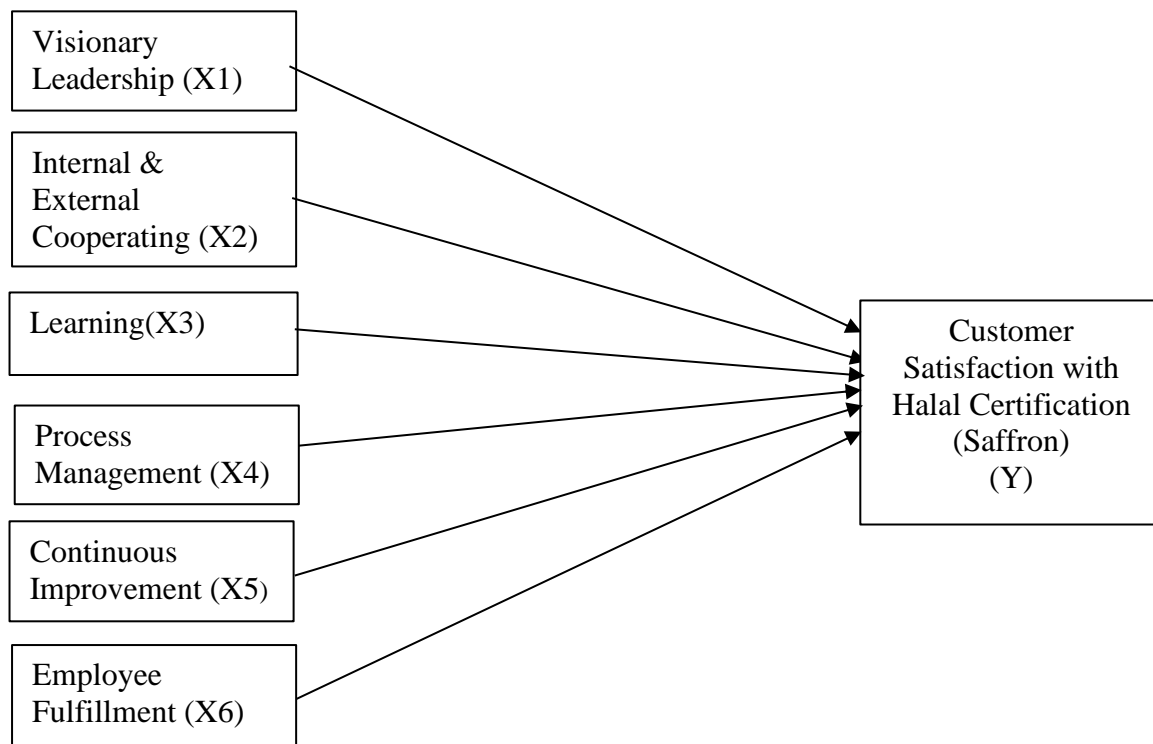 Visionary
Leadership (X1)
Internal &
External
Cooperating (X2)
Learning(X3)
Process
Management (X4)
Continuous
Improvement (X5)
Employee
Fulfillment (X6)
Customer
Satisfaction with
Halal Certification
(Saffron)
(Y)